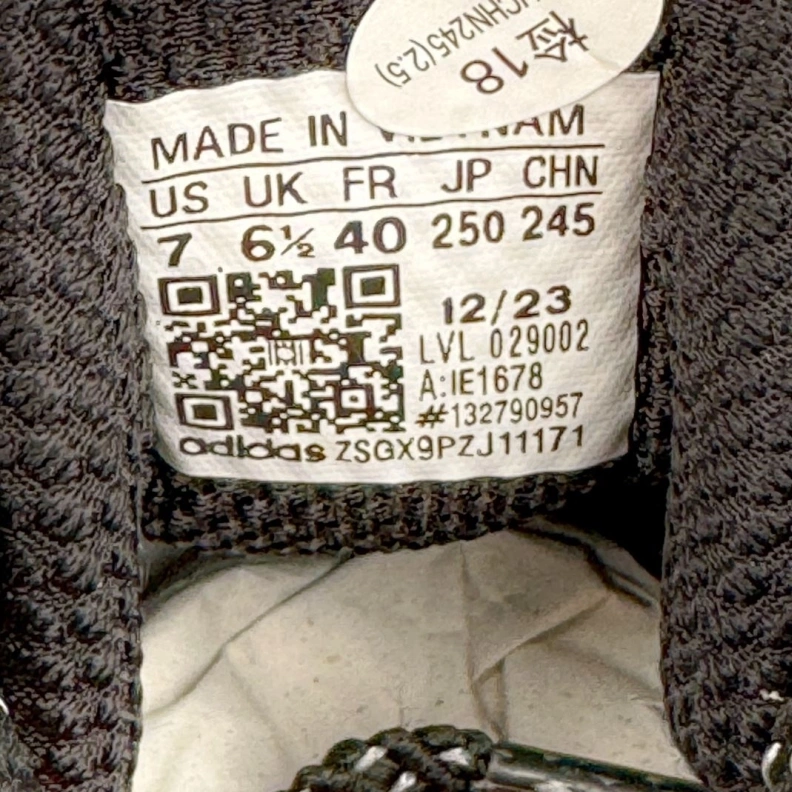 检18
CHN245(2.5)
MADE IN VIETNAM
US UK FR JP CHN
7 6½ 40 250 245
12/23
LVL 029002
A:IE1678
#132790957
adidas ZSGX9PZJ11171